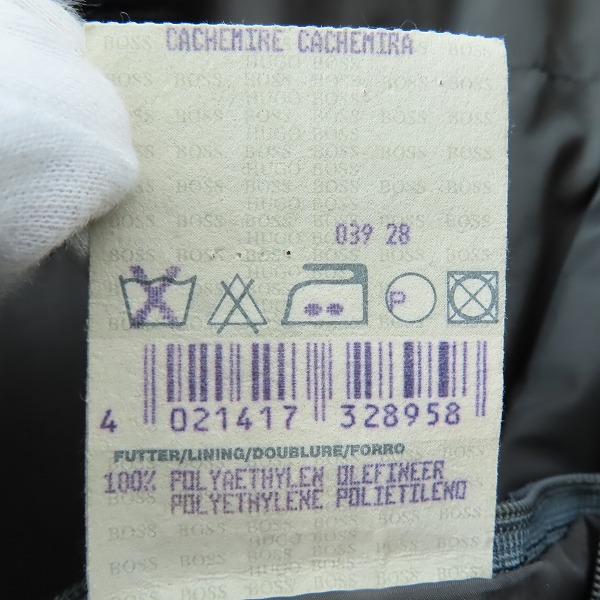 CACHEMIRE CACHEMIRA
039 28
P
4 021417 328958
FUTTER/LINING/DOUBLURE/FORRO
100% POLYAETHYLEN OLEFINEER
POLYETHYLENE POLIETILENO